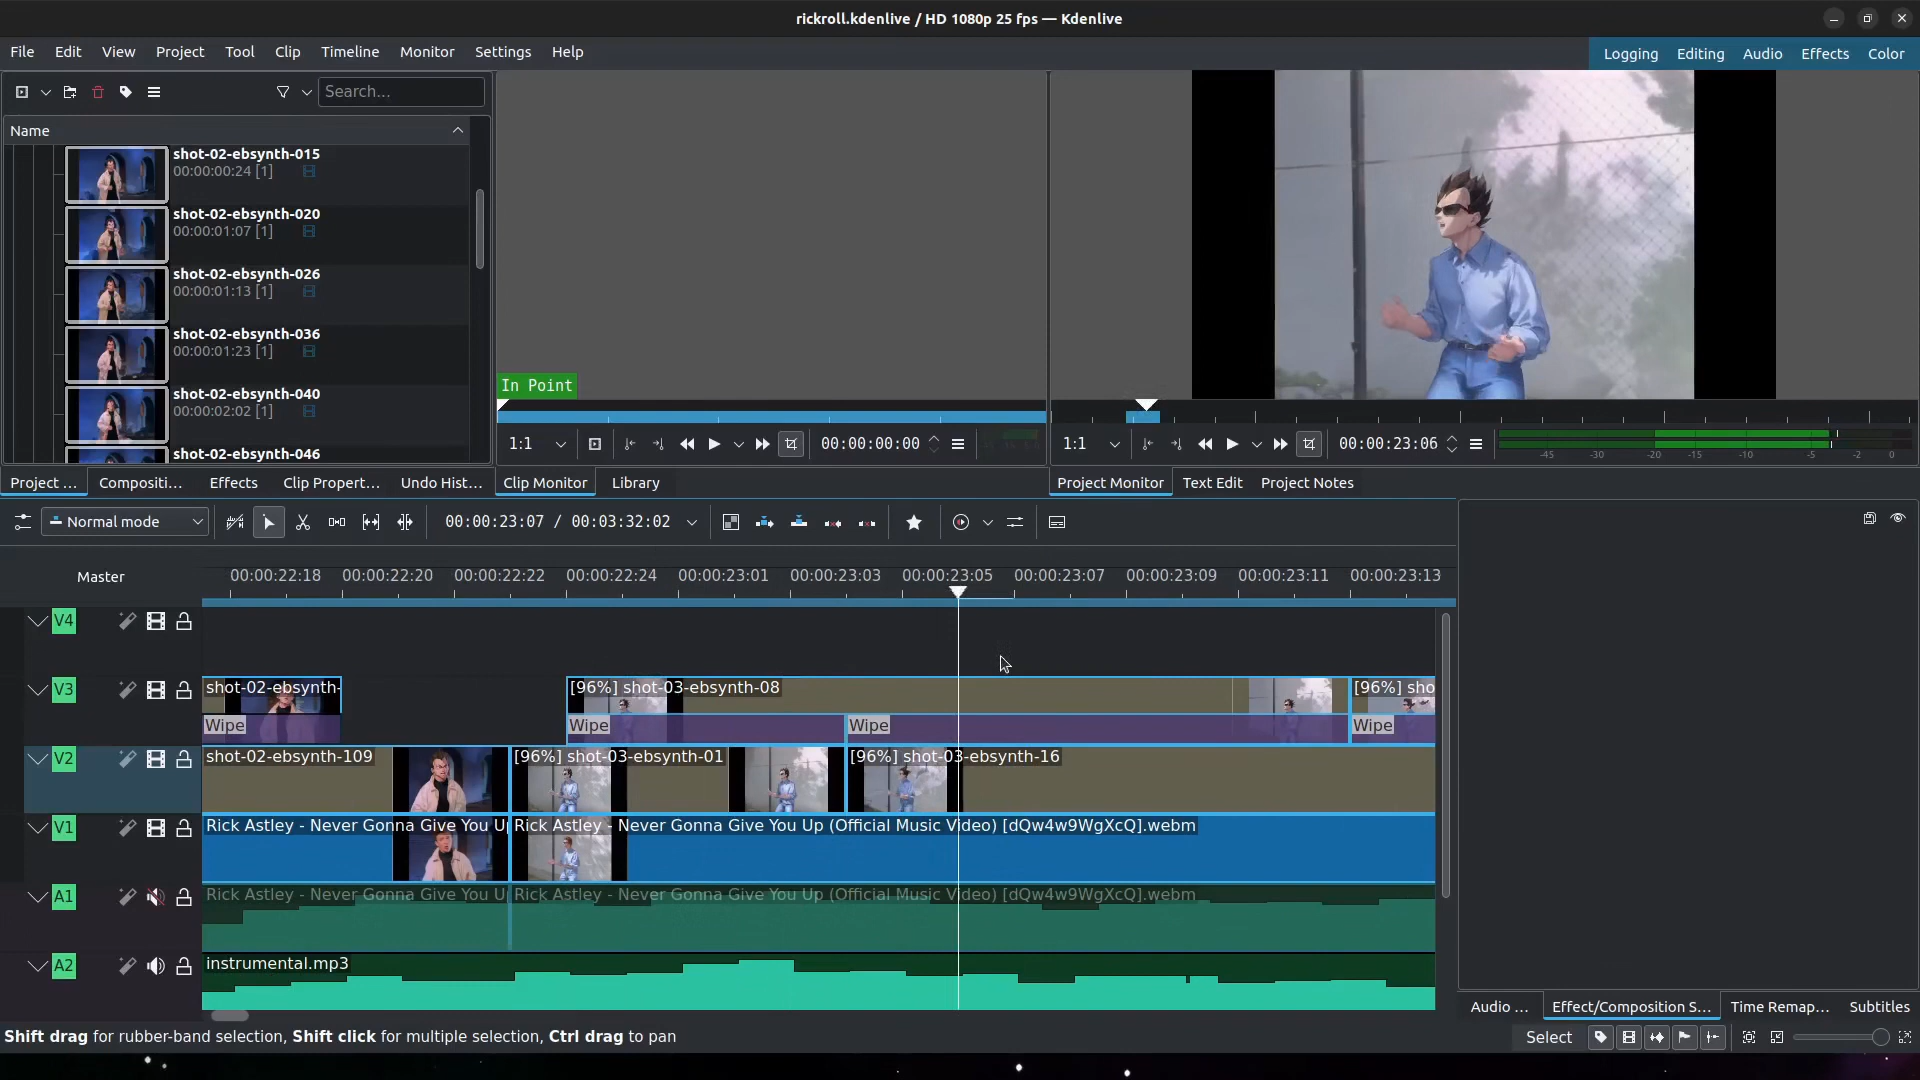 rickroll.kdenlive / HD 1080p 25 fps — Kdenlive
File Edit View Project Tool Clip Timeline Monitor Settings Help
Logging Editing Audio Effects Color
Search...
Name
shot-02-ebsynth-015
00:00:00:24 [1]
shot-02-ebsynth-020
00:00:01:07 [1]
shot-02-ebsynth-026
00:00:01:13 [1]
shot-02-ebsynth-036
00:00:01:23 [1]
shot-02-ebsynth-040
00:00:02:02 [1]
shot-02-ebsynth-046
In Point
1:1
00:00:00:00
1:1
00:00:23:06
-45 -30 -20 -15 -10 -5 -2 0
Project ... Compositi... Effects Clip Propert... Undo Hist... Clip Monitor Library
Project Monitor Text Edit Project Notes
Normal mode
00:00:23:07 / 00:03:32:02
Master
00:00:22:18 00:00:22:20 00:00:22:22 00:00:22:24 00:00:23:01 00:00:23:03 00:00:23:05 00:00:23:07 00:00:23:09 00:00:23:11 00:00:23:13
V4
V3
shot-02-ebsynth- [96%] shot-03-ebsynth-08 [96%] sho
Wipe Wipe Wipe Wipe
V2
shot-02-ebsynth-109 [96%] shot-03-ebsynth-01 [96%] shot-03-ebsynth-16
V1
Rick Astley - Never Gonna Give You U Rick Astley - Never Gonna Give You Up (Official Music Video) [dQw4w9WgXcQ].webm
A1
Rick Astley - Never Gonna Give You U Rick Astley - Never Gonna Give You Up (Official Music Video) [dQw4w9WgXcQ].webm
A2
instrumental.mp3
Audio ... Effect/Composition S... Time Remap... Subtitles
Shift drag for rubber-band selection, Shift click for multiple selection, Ctrl drag to pan
Select